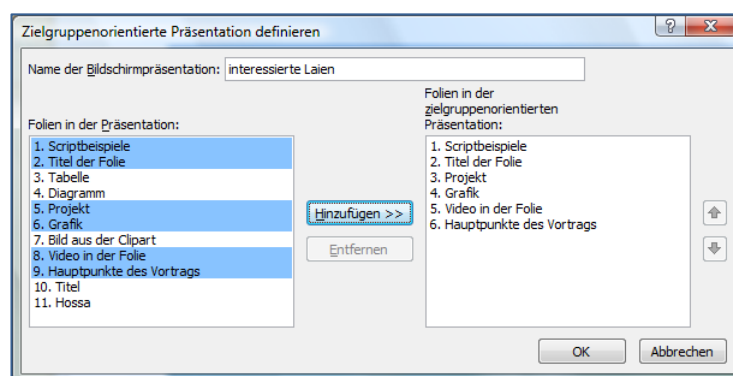 Zielgruppenorientierte Präsentation definieren
Name der Bildschirmpräsentation: interessierte Laien
Folien in der Präsentation:
1. Scriptbeispiele
2. Titel der Folie
3. Tabelle
4. Diagramm
5. Projekt
6. Grafik
7. Bild aus der Clipart
8. Video in der Folie
9. Hauptpunkte des Vortrags
10. Titel
11. Hossa
Hinzufügen >>
Entfernen
Folien in der
zielgruppenorientierten
Präsentation:
1. Scriptbeispiele
2. Titel der Folie
3. Projekt
4. Grafik
5. Video in der Folie
6. Hauptpunkte des Vortrags
OK
Abbrechen